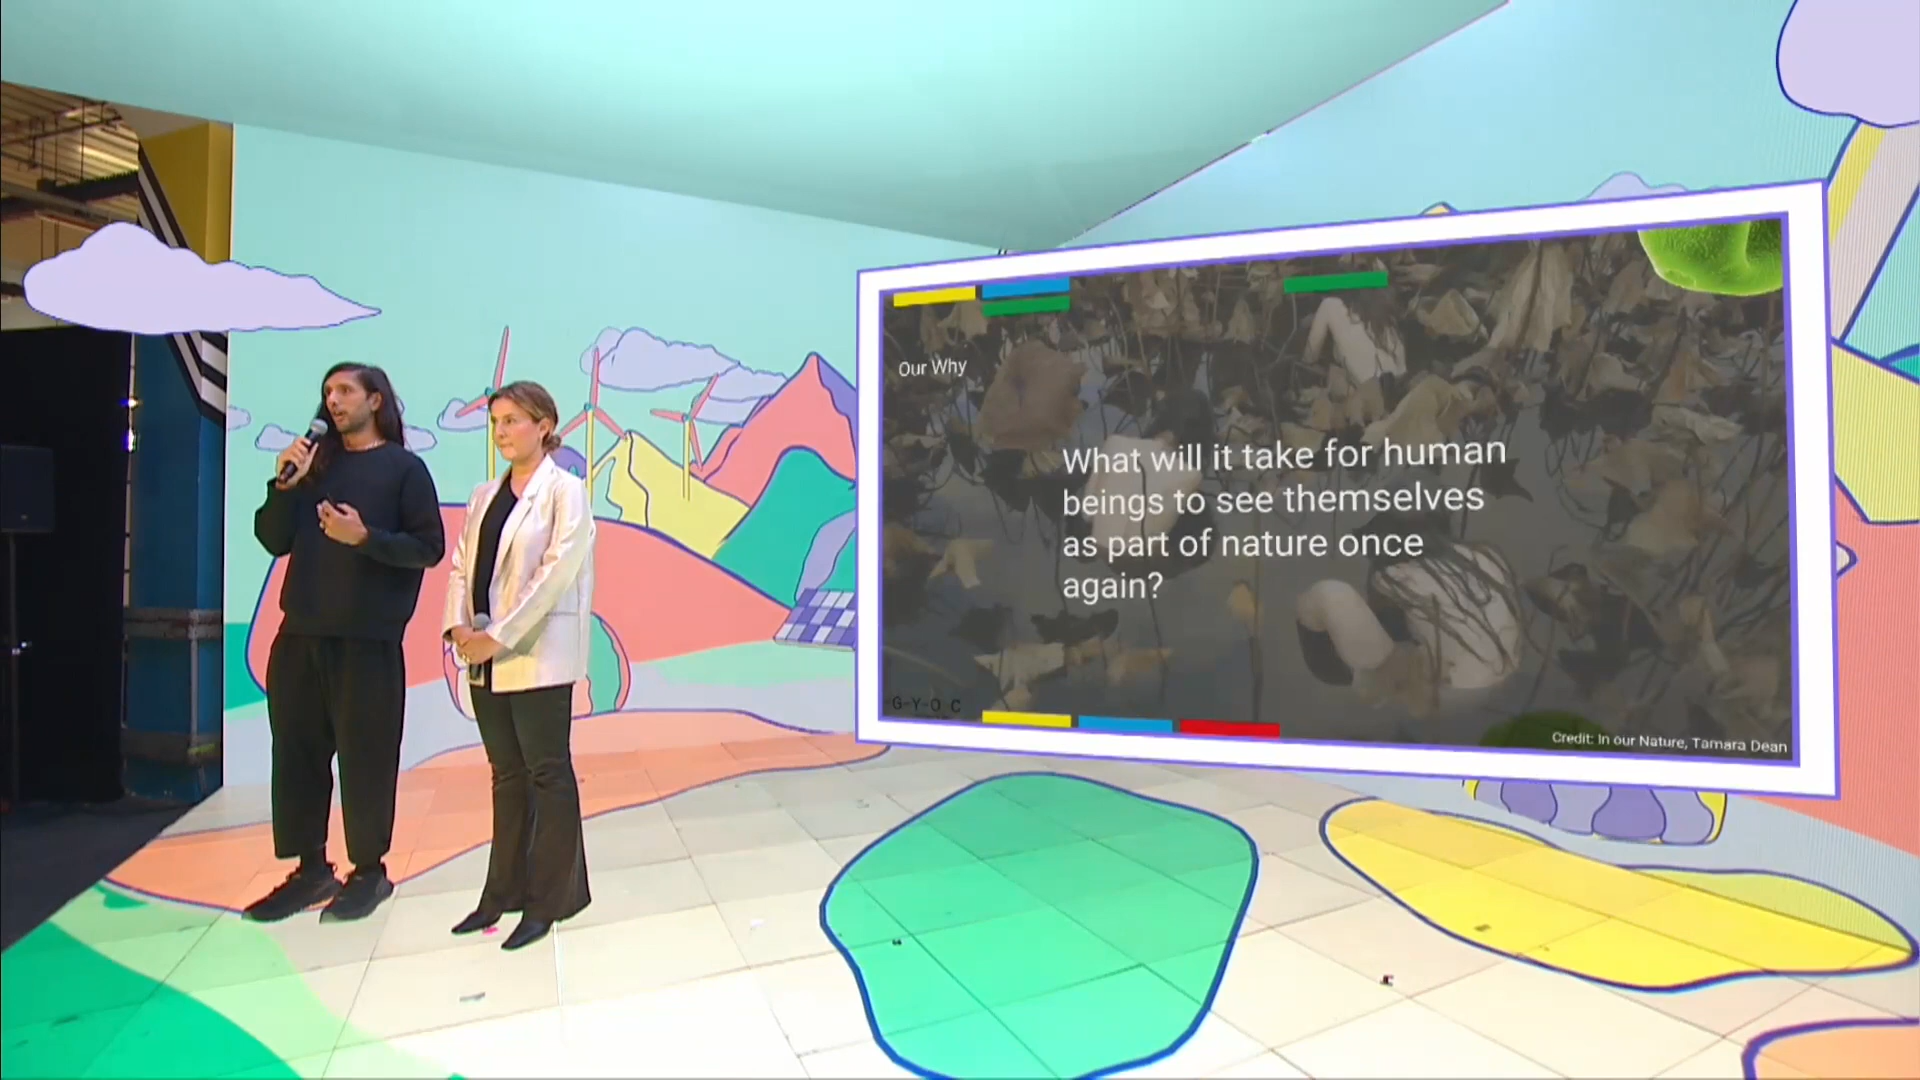 Our Why
What will it take for human
beings to see themselves
as part of nature once
again?
-G-Y-O C
Credit: In our Nature, Tamara Dean